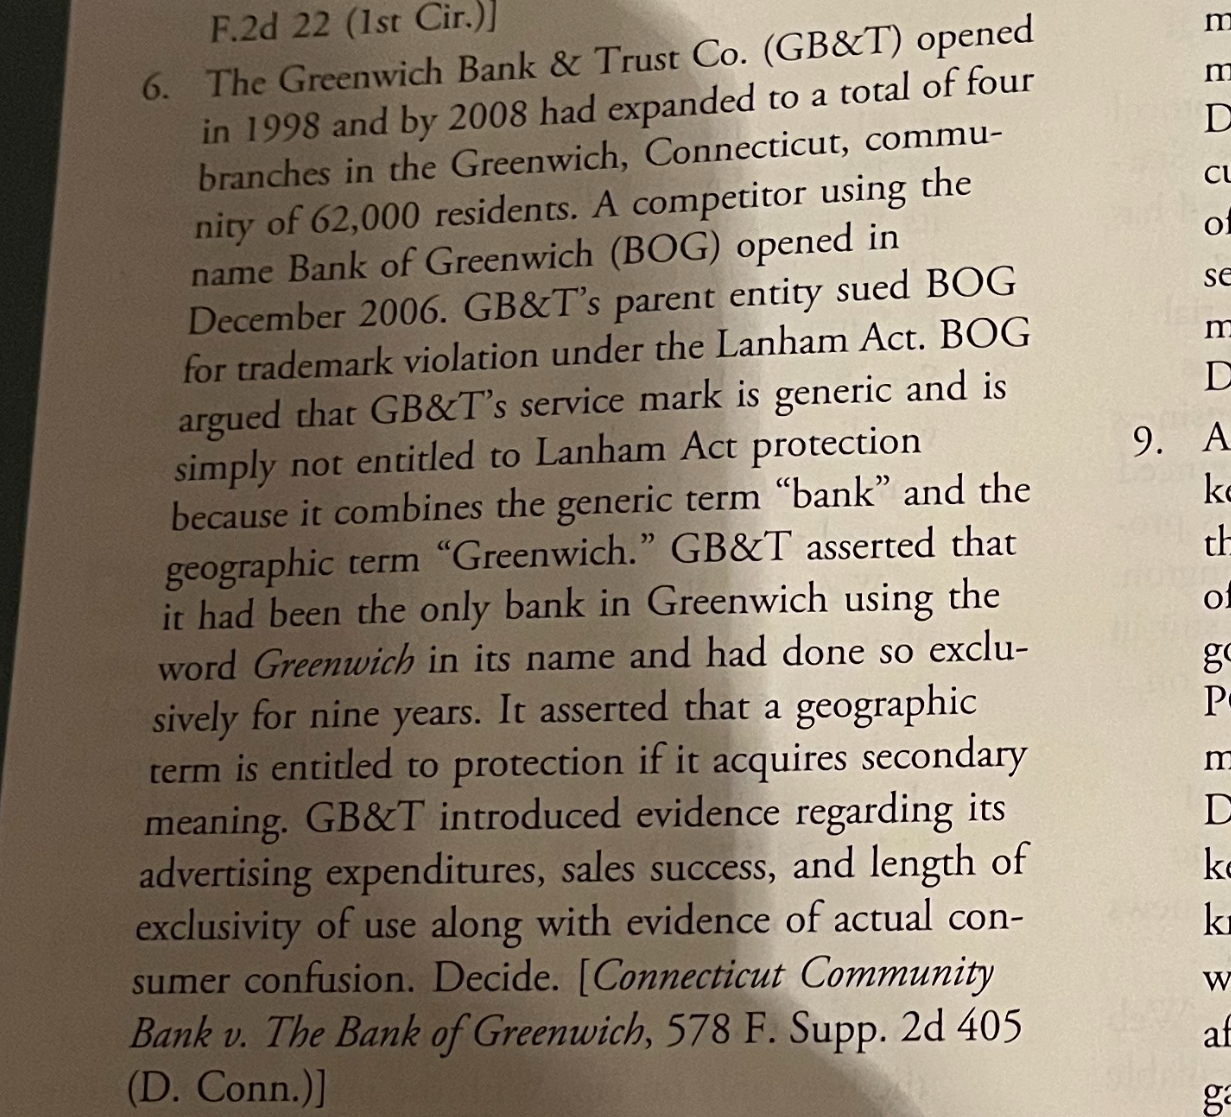 F.2d 22 (1st Cir.)]
6. The Greenwich Bank & Trust Co. (GB&T) opened
in 1998 and by 2008 had expanded to a total of four
branches in the Greenwich, Connecticut, commu-
nity of 62,000 residents. A competitor using the
name Bank of Greenwich (BOG) opened in
December 2006. GB&T's parent entity sued BOG
for trademark violation under the Lanham Act. BOG
argued that GB&T's service mark is generic and is
simply not entitled to Lanham Act protection
because it combines the generic term “bank” and the
geographic term “Greenwich.” GB&T asserted that
it had been the only bank in Greenwich using the
word Greenwich in its name and had done so exclu-
sively for nine years. It asserted that a geographic
term is entitled to protection if it acquires secondary
meaning. GB&T introduced evidence regarding its
advertising expenditures, sales success, and length of
exclusivity of use along with evidence of actual con-
sumer confusion. Decide. [Connecticut Community
Bank v. The Bank of Greenwich, 578 F. Supp. 2d 405
(D. Conn.)]
9. A